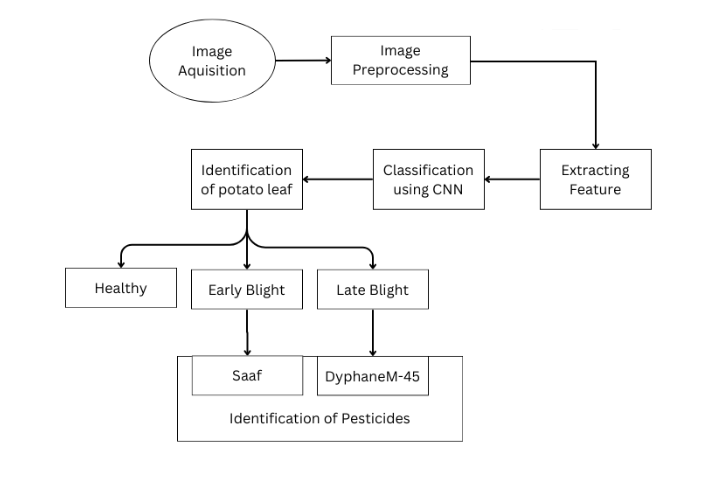 Image
Aquisition
Image
Preprocessing
Extracting
Feature
Classification
using CNN
Identification
of potato leaf
Healthy
Early Blight
Late Blight
Saaf
DyphaneM-45
Identification of Pesticides